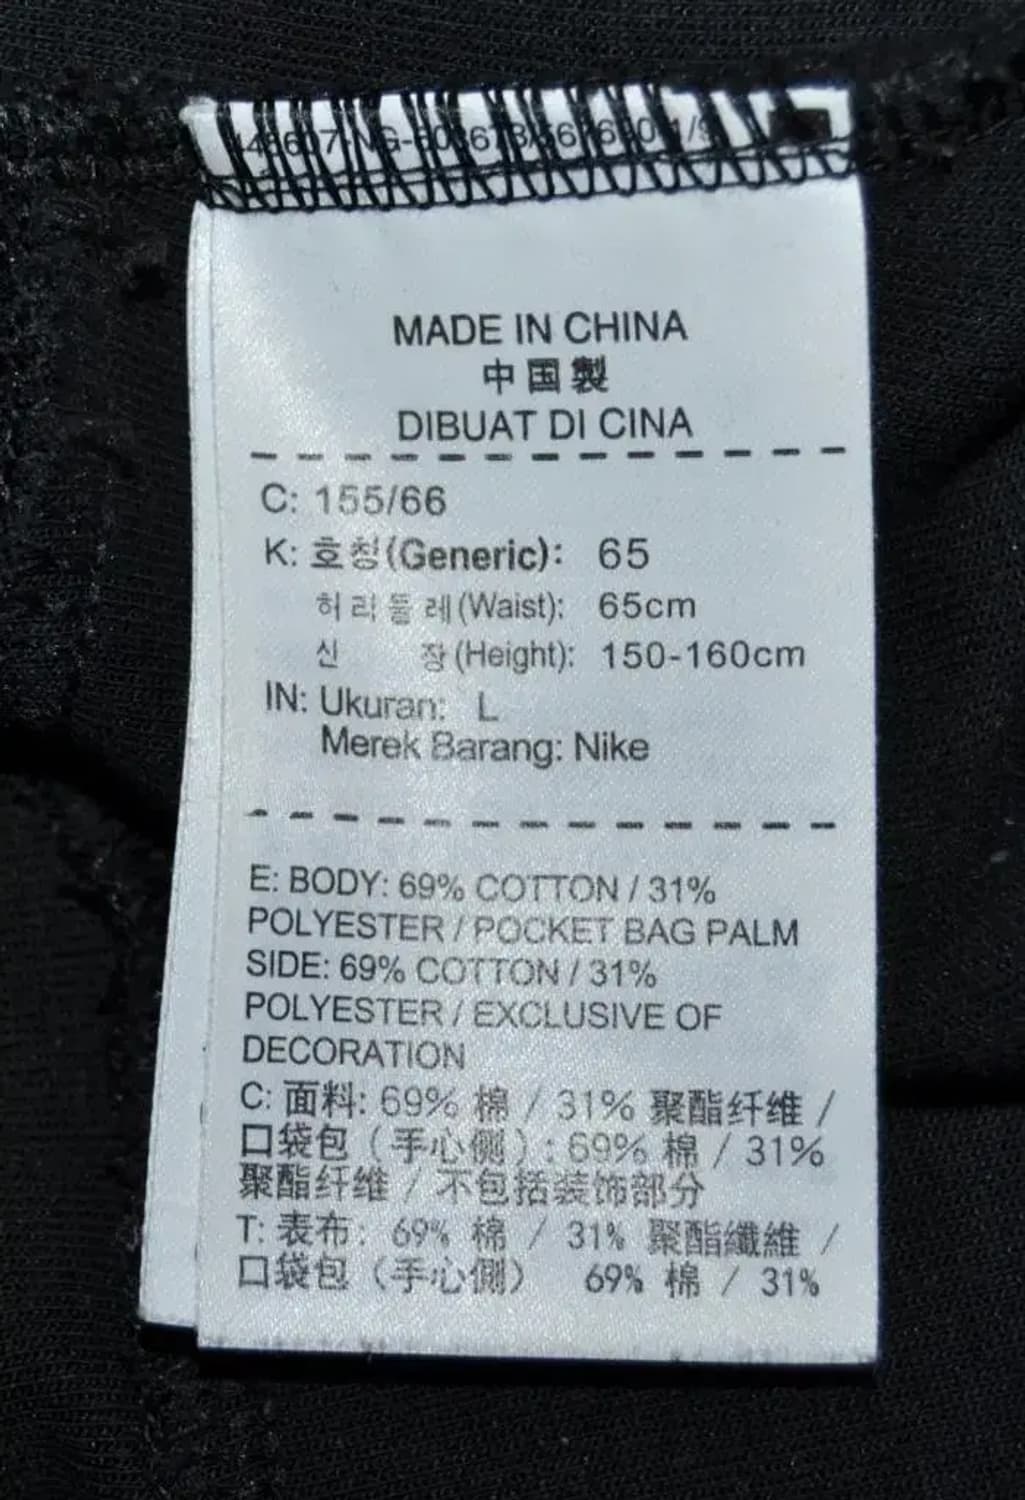 MADE IN CHINA
中国製
DIBUAT DI CINA
C: 155/66
K: 호칭(Generic): 65
허리둘레(Waist): 65cm
신 장(Height): 150-160cm
IN: Ukuran: L
Merek Barang: Nike
E: BODY: 69% COTTON / 31%
POLYESTER / POCKET BAG PALM
SIDE: 69% COTTON / 31%
POLYESTER / EXCLUSIVE OF
DECORATION
C: 面料: 69% 棉 / 31% 聚酯纤维 /
口袋包（手心侧）: 69% 棉 / 31%
聚酯纤维 / 不包括装饰部分
T: 表布: 69% 棉 / 31% 聚酯纖維 /
口袋包（手心側） 69% 棉 / 31%